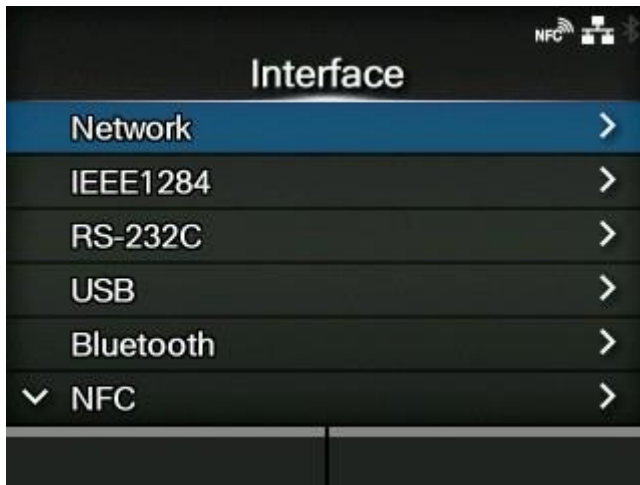 NFC
Interface
Network
IEEE1284
RS-232C
USB
Bluetooth
NFC